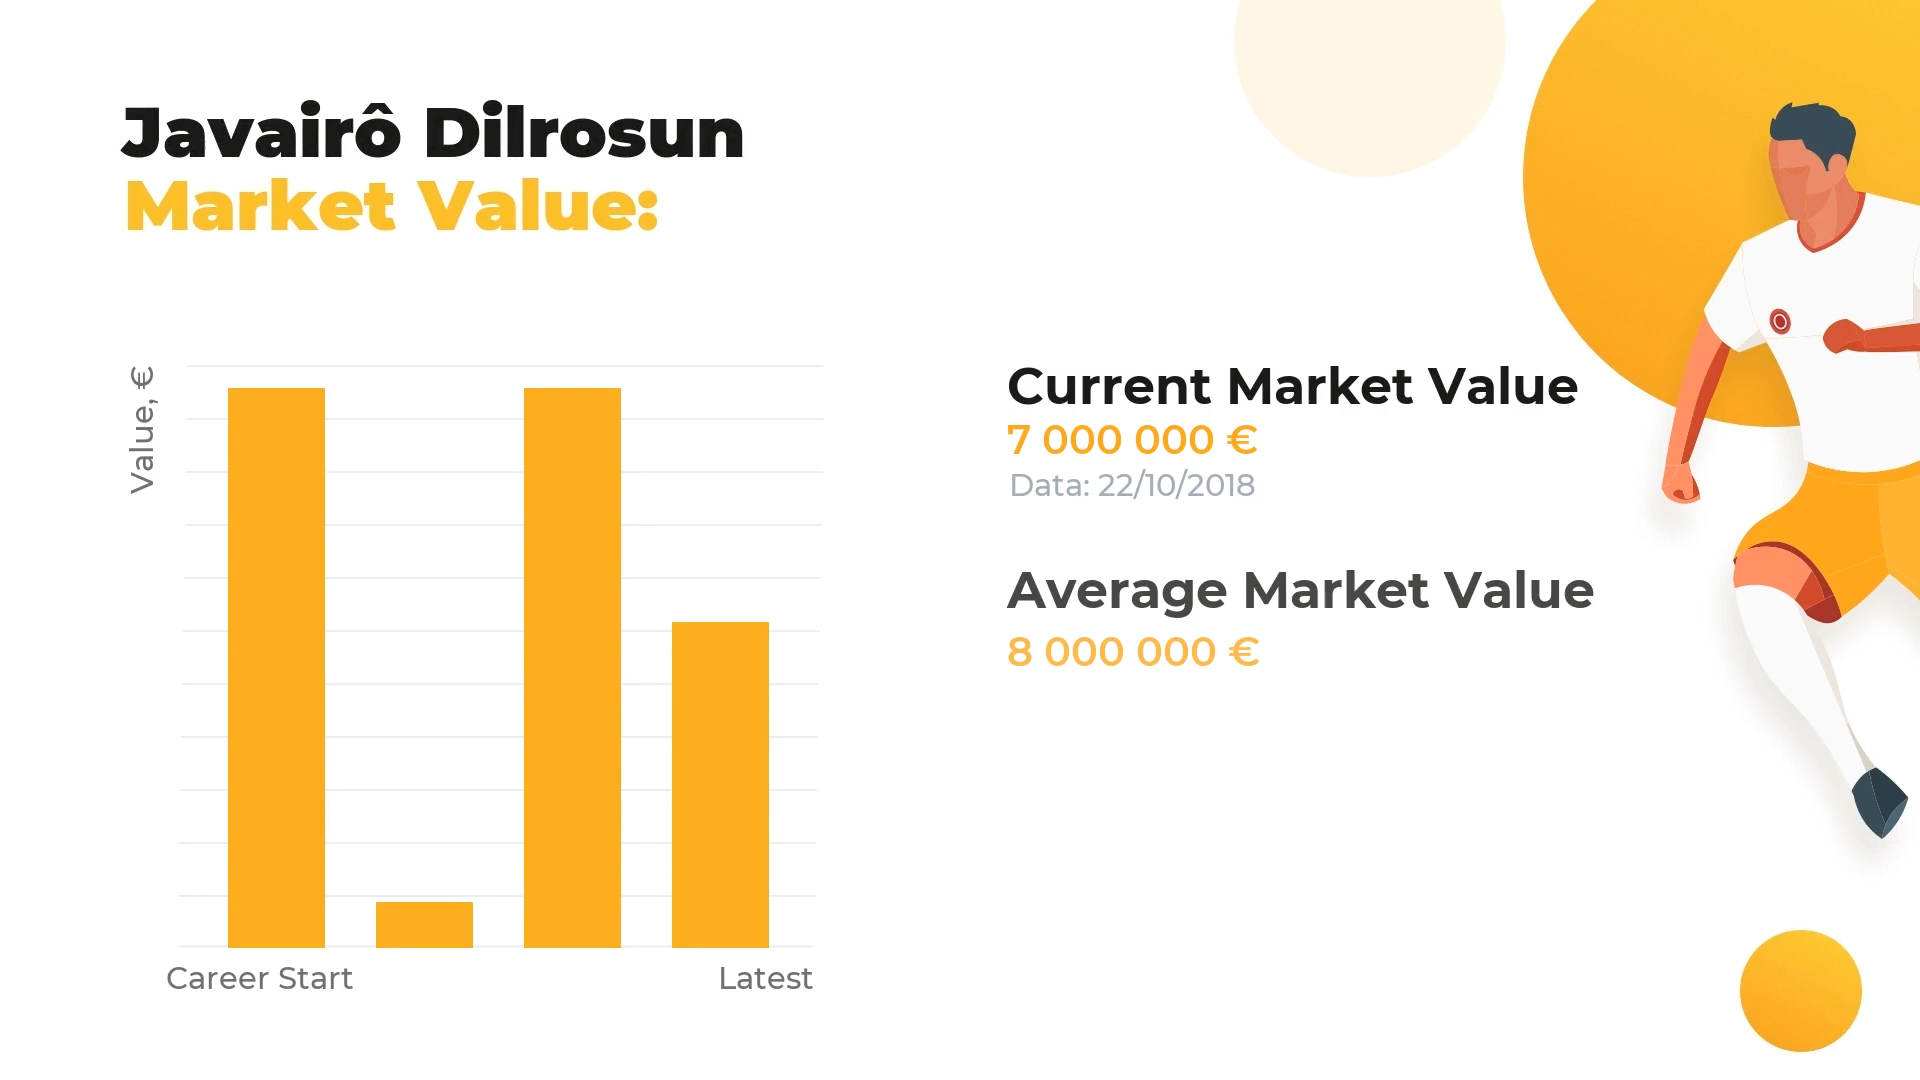 Javairô Dilrosun
Market Value:
Value, €
Career Start
Latest
Current Market Value
7 000 000 €
Data: 22/10/2018
Average Market Value
8 000 000 €